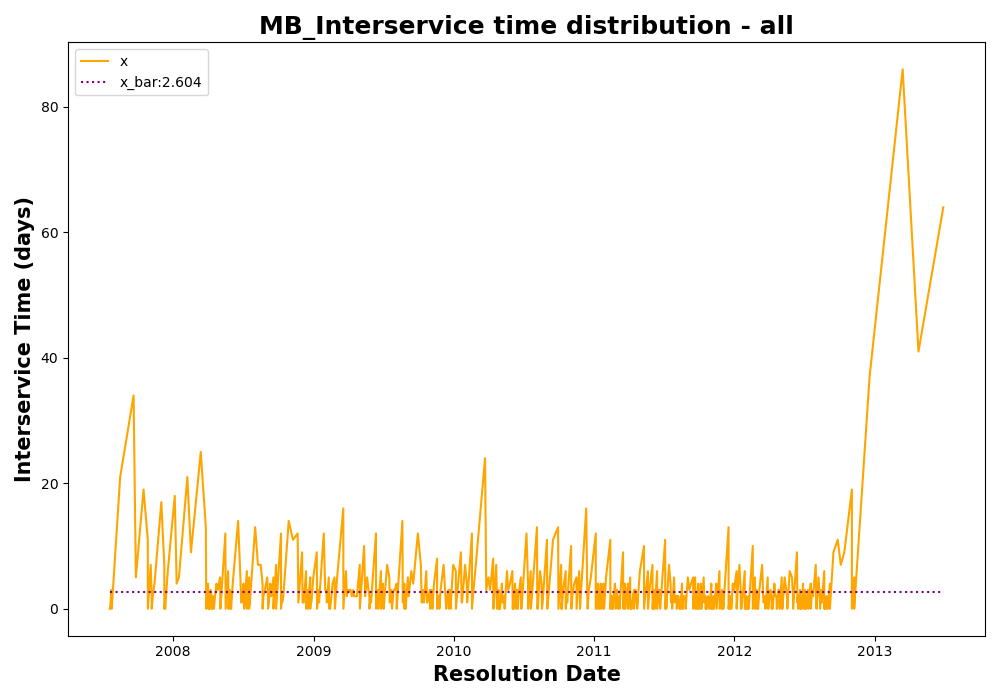 MB_Interservice time distribution - all
x
x_bar:2.604
80
60
40
20
0
Interservice Time (days)
2008
2009
2010
2011
2012
2013
Resolution Date